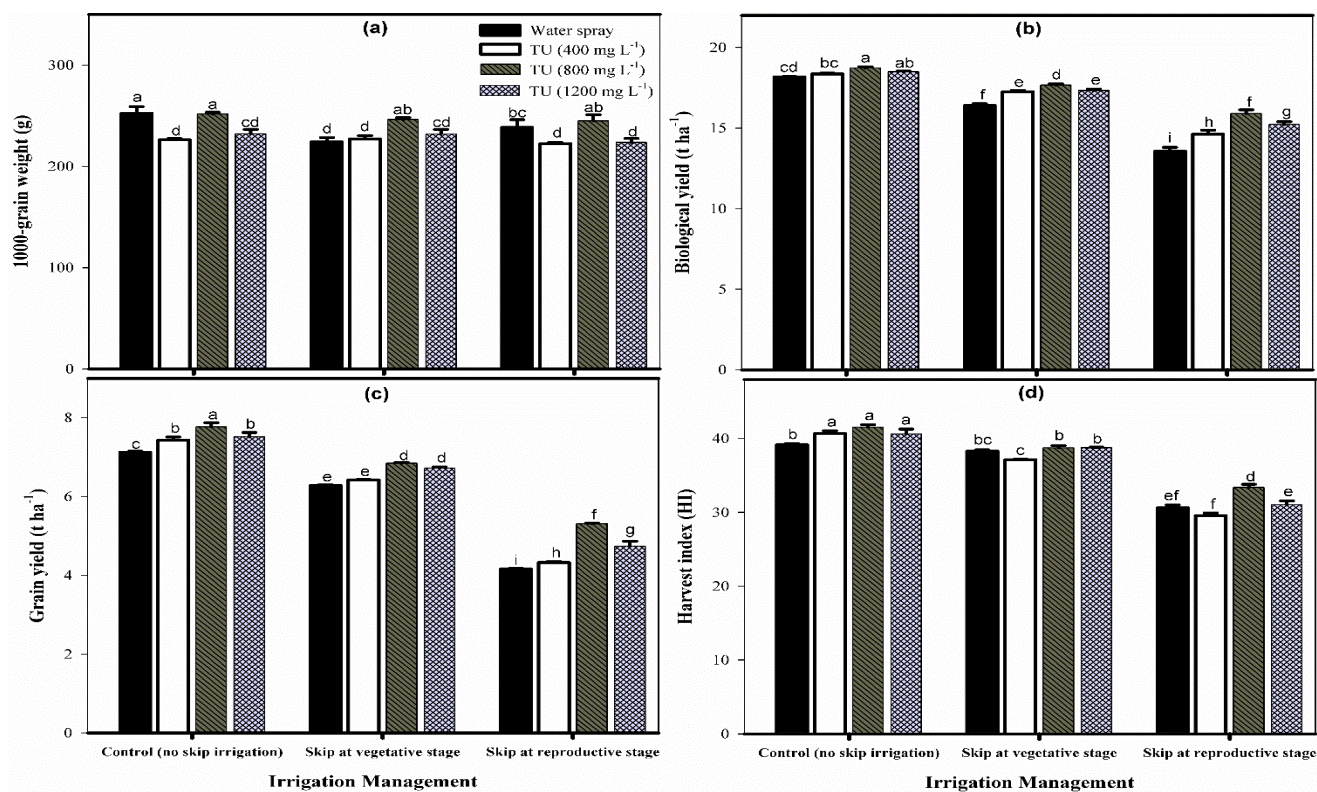 (a)
Water spray
TU (400 mg L⁻¹)
TU (800 mg L⁻¹)
TU (1200 mg L⁻¹)
1000-grain weight (g)
300
200
100
0
a
d
a
cd
d
d
ab
cd
bc
d
ab
d
(b)
Biological yield (t ha⁻¹)
20
15
10
5
0
cd
bc
a
ab
f
e
d
e
i
h
f
g
(c)
Grain yield (t ha⁻¹)
8
6
4
2
0
c
b
a
b
e
e
d
d
i
h
f
g
Control (no skip irrigation)
Skip at vegetative stage
Skip at reproductive stage
Irrigation Management
(d)
Harvest index (HI)
40
30
20
10
0
b
a
a
a
bc
c
b
b
ef
f
d
e
Control (no skip irrigation)
Skip at vegetative stage
Skip at reproductive stage
Irrigation Management